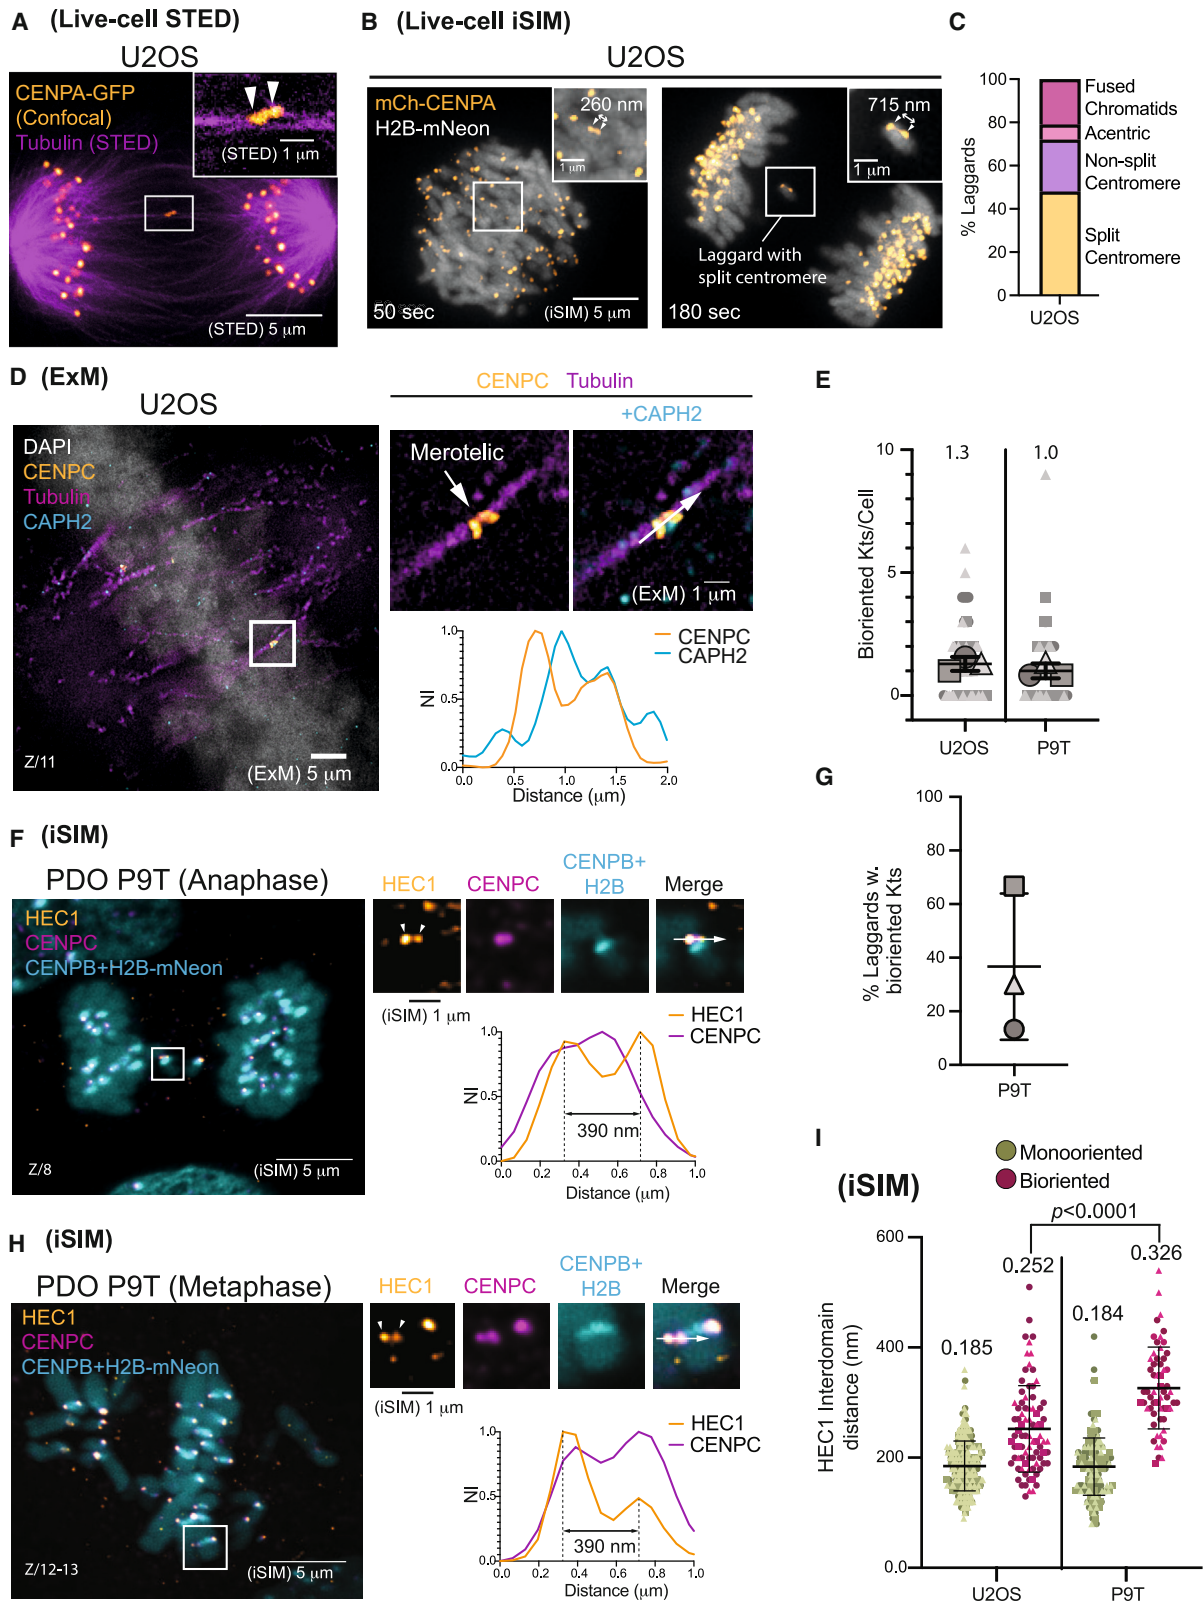 A (Live-cell STED)
U2OS
CENPA-GFP
(Confocal)
Tubulin (STED)
(STED) 1 μm
(STED) 5 μm
B (Live-cell iSIM)
U2OS
mCh-CENPA
H2B-mNeon
260 nm
1 μm
50 sec
(iSIM) 5 μm
715 nm
1 μm
Laggard with
split centromere
180 sec
C
% Laggards
100
80
60
40
20
0
Fused
Chromatids
Acentric
Non-split
Centromere
Split
Centromere
U2OS
D (ExM)
U2OS
DAPI
CENPC
Tubulin
CAPH2
Z/11
(ExM) 5 μm
CENPC Tubulin
+CAPH2
Merotelic
(ExM) 1 μm
CENPC
CAPH2
NI
1.0
0.5
0.0
0.0 0.5 1.0 1.5 2.0
Distance (μm)
E
Bioriented Kts/Cell
10
5
0
1.3 1.0
U2OS P9T
F (iSIM)
PDO P9T (Anaphase)
HEC1
CENPC
CENPB+H2B-mNeon
Z/8
(iSIM) 5 μm
HEC1 CENPC CENPB+
H2B Merge
(iSIM) 1 μm
HEC1
CENPC
NI
1.0
0.5
0.0
390 nm
0.0 0.2 0.4 0.6 0.8 1.0
Distance (μm)
G
% Laggards w.
bioriented Kts
100
80
60
40
20
0
P9T
H (iSIM)
PDO P9T (Metaphase)
HEC1
CENPC
CENPB+H2B-mNeon
Z/12-13
(iSIM) 5 μm
HEC1 CENPC CENPB+
H2B Merge
(iSIM) 1 μm
HEC1
CENPC
NI
1.0
0.5
0.0
390 nm
0.0 0.2 0.4 0.6 0.8 1.0
Distance (μm)
I
(iSIM)
Monooriented
Bioriented
p<0.0001
HEC1 Interdomain
distance (nm)
600
400
200
0.0
0.185 0.252 0.184 0.326
U2OS P9T